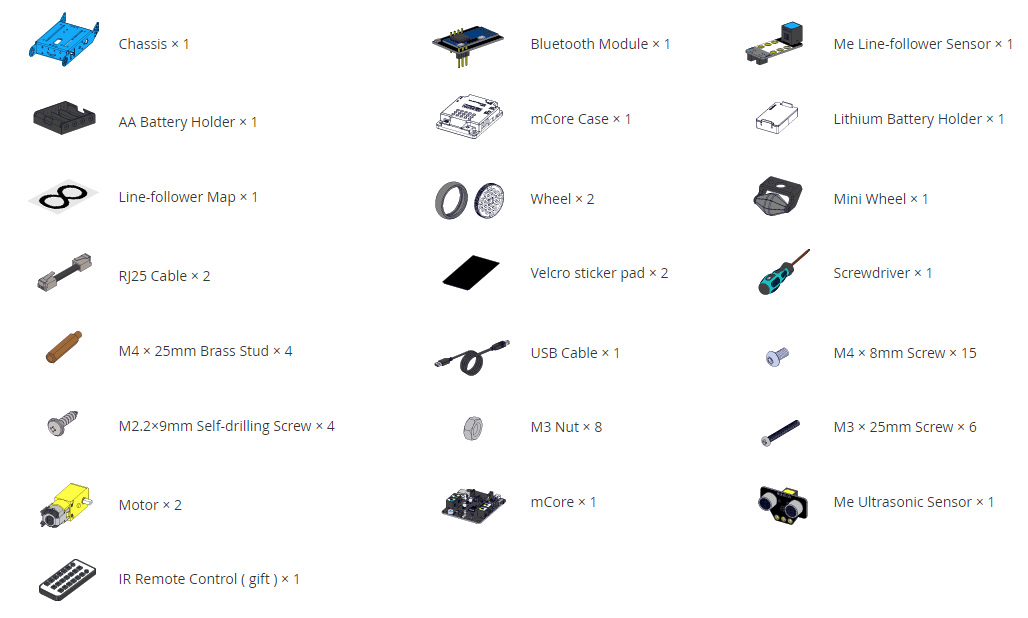 Chassis × 1
Bluetooth Module × 1
Me Line-follower Sensor × 1
AA Battery Holder × 1
mCore Case × 1
Lithium Battery Holder × 1
Line-follower Map × 1
Wheel × 2
Mini Wheel × 1
RJ25 Cable × 2
Velcro sticker pad × 2
Screwdriver × 1
M4 × 25mm Brass Stud × 4
USB Cable × 1
M4 × 8mm Screw × 15
M2.2×9mm Self-drilling Screw × 4
M3 Nut × 8
M3 × 25mm Screw × 6
Motor × 2
mCore × 1
Me Ultrasonic Sensor × 1
IR Remote Control ( gift ) × 1